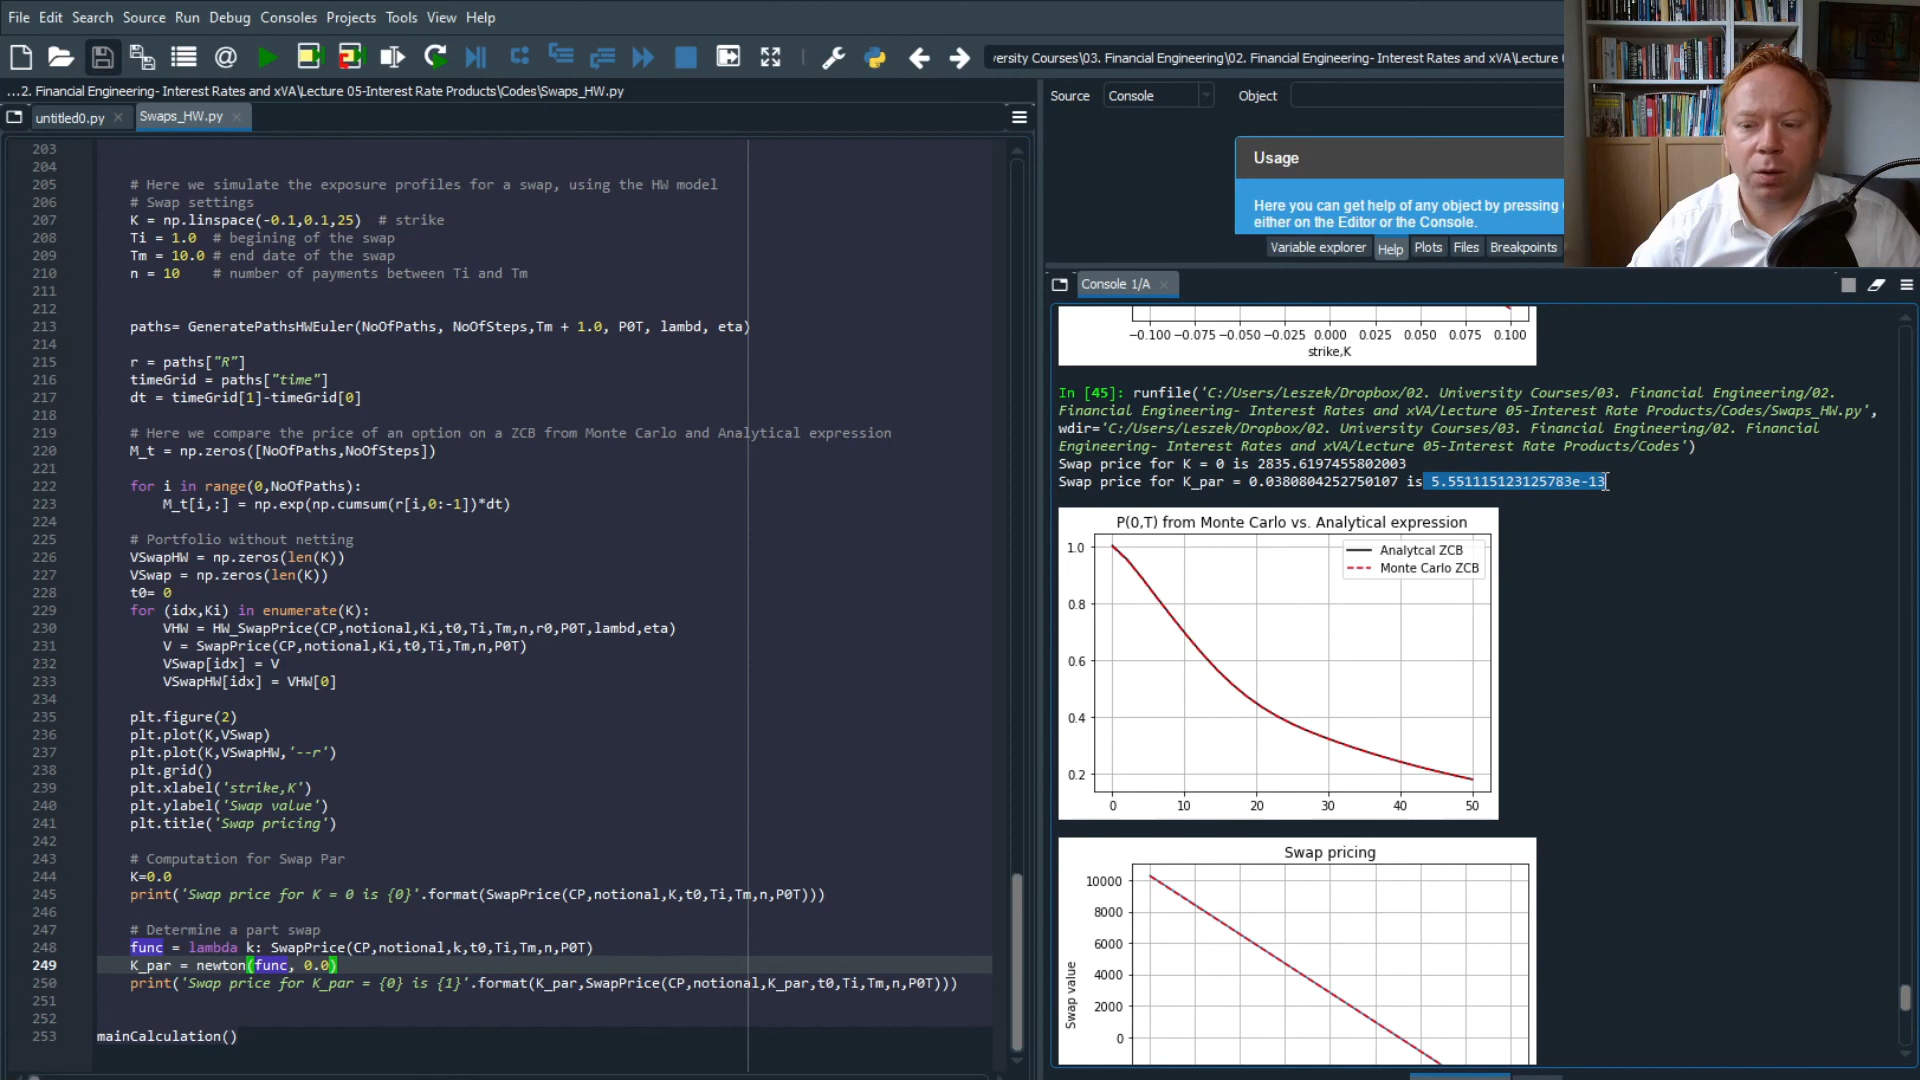 File Edit Search Source Run Debug Consoles Projects Tools View Help
versity Courses\03. Financial Engineering\02. Financial Engineering- Interest Rates and xVA\Lecture
...2. Financial Engineering- Interest Rates and xVA\Lecture 05-Interest Rate Products\Codes\Swaps_HW.py
untitled0.py
Swaps_HW.py
203
204
205 # Here we simulate the exposure profiles for a swap, using the HW model
206 # Swap settings
207 K = np.linspace(-0.1,0.1,25) # strike
208 Ti = 1.0 # begining of the swap
209 Tm = 10.0 # end date of the swap
210 n = 10 # number of payments between Ti and Tm
211
212
213 paths= GeneratePathsHWEuler(NoOfPaths, NoOfSteps,Tm + 1.0, P0T, lambd, eta)
214
215 r = paths["R"]
216 timeGrid = paths["time"]
217 dt = timeGrid[1]-timeGrid[0]
218
219 # Here we compare the price of an option on a ZCB from Monte Carlo and Analytical expression
220 M_t = np.zeros([NoOfPaths,NoOfSteps])
221
222 for i in range(0,NoOfPaths):
223 M_t[i,:] = np.exp(np.cumsum(r[i,0:-1])*dt)
224
225 # Portfolio without netting
226 VSwapHW = np.zeros(len(K))
227 VSwap = np.zeros(len(K))
228 t0= 0
229 for (idx,Ki) in enumerate(K):
230 VHW = HW_SwapPrice(CP,notional,Ki,t0,Ti,Tm,n,r0,P0T,lambd,eta)
231 V = SwapPrice(CP,notional,Ki,t0,Ti,Tm,n,P0T)
232 VSwap[idx] = V
233 VSwapHW[idx] = VHW[0]
234
235 plt.figure(2)
236 plt.plot(K,VSwap)
237 plt.plot(K,VSwapHW,'--r')
238 plt.grid()
239 plt.xlabel('strike,K')
240 plt.ylabel('Swap value')
241 plt.title('Swap pricing')
242
243 # Computation for Swap Par
244 K=0.0
245 print('Swap price for K = 0 is {0}'.format(SwapPrice(CP,notional,K,t0,Ti,Tm,n,P0T)))
246
247 # Determine a part swap
248 func = lambda k: SwapPrice(CP,notional,k,t0,Ti,Tm,n,P0T)
249 K_par = newton(func, 0.0)
250 print('Swap price for K_par = {0} is {1}'.format(K_par,SwapPrice(CP,notional,K_par,t0,Ti,Tm,n,P0T)))
251
252
253 mainCalculation()
Source Console Object
Usage
Here you can get help of any object by pressing
either on the Editor or the Console.
Variable explorer Help Plots Files Breakpoints
Console 1/A
−0.100 −0.075 −0.050 −0.025 0.000 0.025 0.050 0.075 0.100
strike,K
In [45]: runfile('C:/Users/Leszek/Dropbox/02. University Courses/03. Financial Engineering/02.
Financial Engineering- Interest Rates and xVA/Lecture 05-Interest Rate Products/Codes/Swaps_HW.py',
wdir='C:/Users/Leszek/Dropbox/02. University Courses/03. Financial Engineering/02. Financial
Engineering- Interest Rates and xVA/Lecture 05-Interest Rate Products/Codes')
Swap price for K = 0 is 2835.6197455802003
Swap price for K_par = 0.0380804252750107 is 5.551115123125783e-13
P(0,T) from Monte Carlo vs. Analytical expression
Analytcal ZCB
Monte Carlo ZCB
1.0
0.8
0.6
0.4
0.2
0 10 20 30 40 50
Swap pricing
10000
8000
6000
4000
2000
0
Swap value